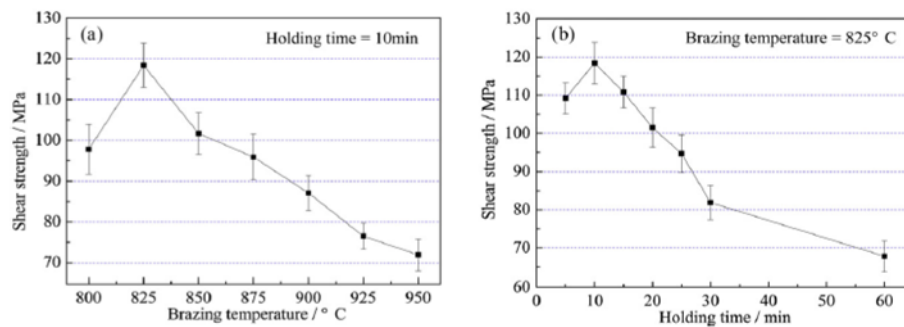 (a)
Holding time = 10min
130
120
110
100
90
80
70
Shear strength / MPa
800 825 850 875 900 925 950
Brazing temperature / ° C
(b)
Brazing temperature = 825° C
130
120
110
100
90
80
70
60
Shear strength / MPa
0 10 20 30 40 50 60
Holding time / min